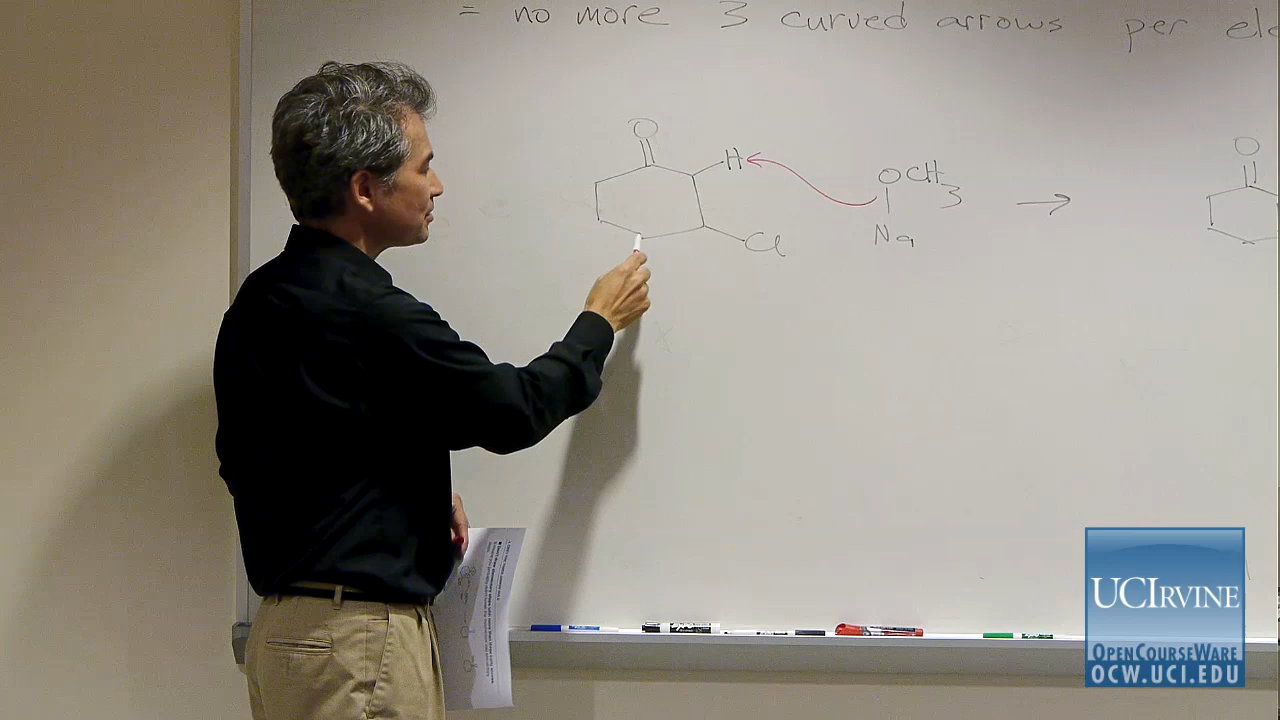 = no more 3 curved arrows per ele
O
H
OCH3
Na
Cl
→
O
UCIRVINE
OPENCOURSEWARE
OCW.UCI.EDU